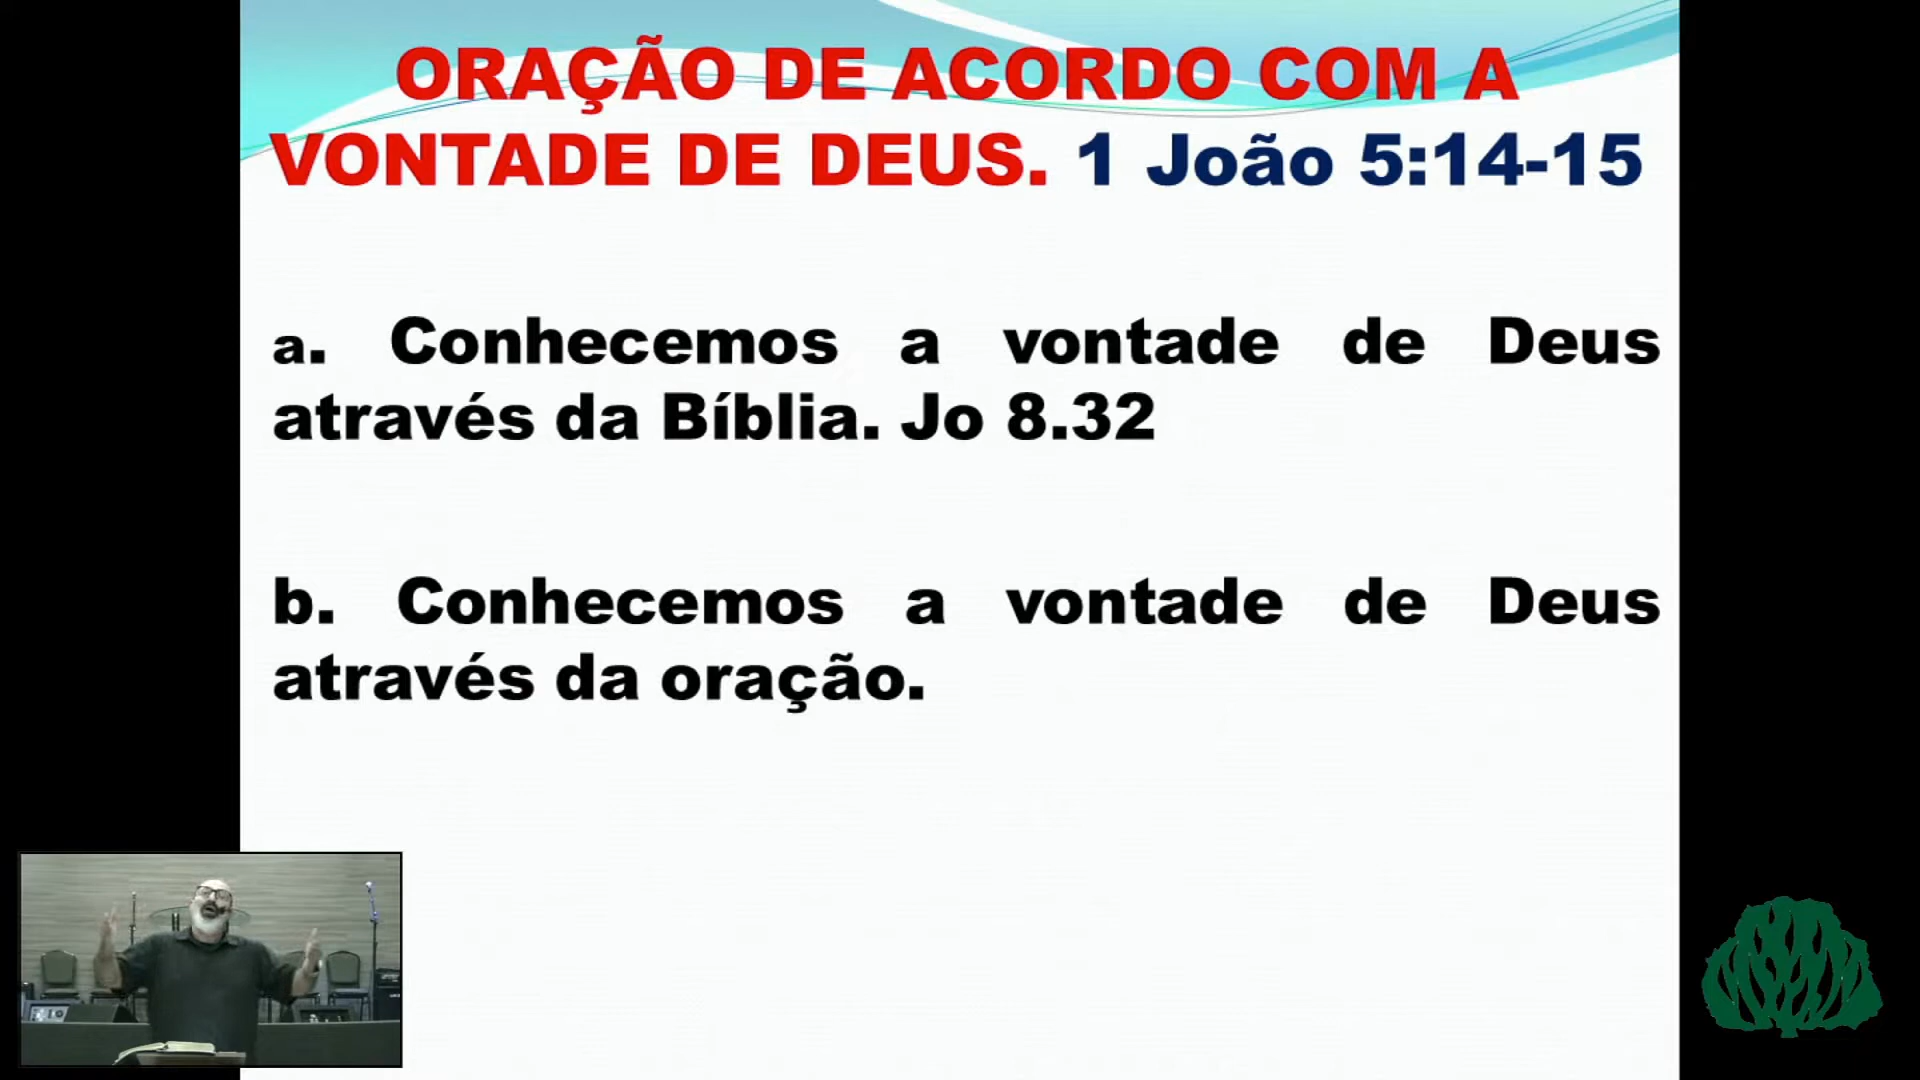 ORAÇÃO DE ACORDO COM A
VONTADE DE DEUS. 1 João 5:14-15
a. Conhecemos a vontade de Deus
através da Bíblia. Jo 8.32
b. Conhecemos a vontade de Deus
através da oração.